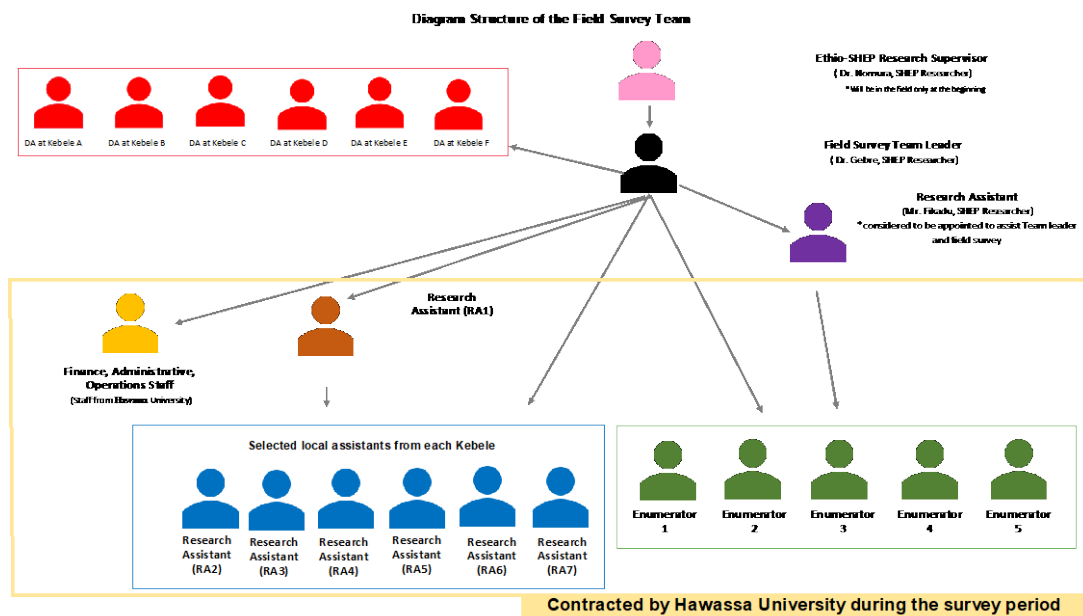 Diagram Structure of the Field Survey Team
Ethio-SHEP Research Supervisor
( Dr. Nomura, SHEP Researcher)
*Will be in the field only at the beginning
DA at Kebele A
DA at Kebele B
DA at Kebele C
DA at Kebele D
DA at Kebele E
DA at Kebele F
Field Survey Team Leader
( Dr. Gebre, SHEP Researcher)
Research Assistant
(Mr. Fikadu, SHEP Researcher)
*considered to be appointed to assist Team leader
and field survey
Research
Assistant (RA1)
Finance, Administrative,
Operations Staff
(Staff from Hawassa University)
Selected local assistants from each Kebele
Research
Assistant
(RA2)
Research
Assistant
(RA3)
Research
Assistant
(RA4)
Research
Assistant
(RA5)
Research
Assistant
(RA6)
Research
Assistant
(RA7)
Enumerator
1
Enumerator
2
Enumerator
3
Enumerator
4
Enumerator
5
Contracted by Hawassa University during the survey period